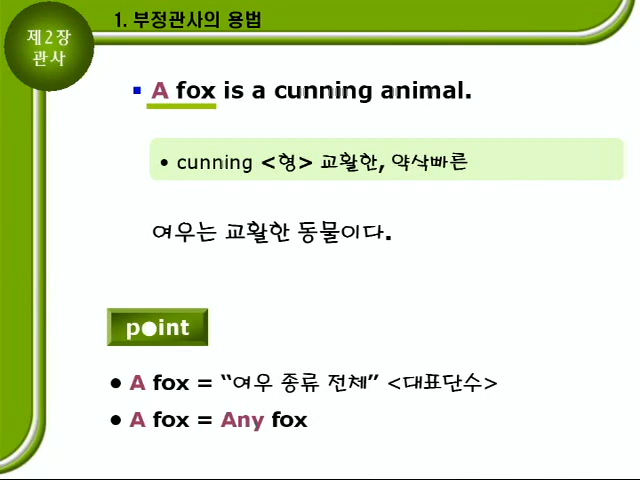 제2장
관사
1. 부정관사의 용법
▪ A fox is a cunning animal.
• cunning <형> 교활한, 약삭빠른
여우는 교활한 동물이다.
point
● A fox = “여우 종류 전체” <대표단수>
● A fox = Any fox